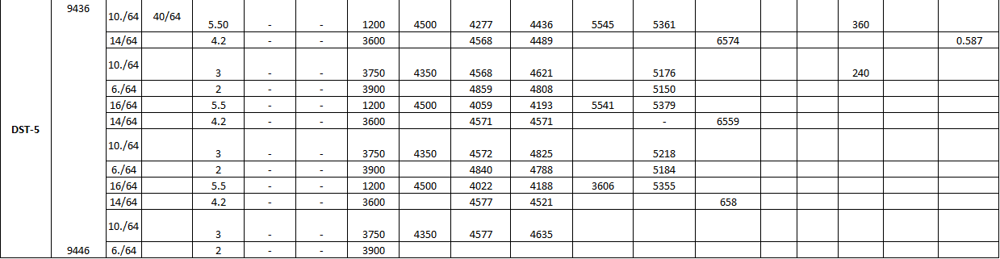 9436 10./64 40/64 5.50 - - 1200 4500 4277 4436 5545 5361 360
14/64 4.2 - - 3600 4568 4489 6574 0.587
10./64 3 - - 3750 4350 4568 4621 5176 240
6./64 2 - - 3900 4859 4808 5150
16/64 5.5 - - 1200 4500 4059 4193 5541 5379
DST-5 14/64 4.2 - - 3600 4571 4571 - 6559
10./64 3 - - 3750 4350 4572 4825 5218
6./64 2 - - 3900 4840 4788 5184
16/64 5.5 - - 1200 4500 4022 4188 3606 5355
14/64 4.2 - - 3600 4577 4521 658
10./64 3 - - 3750 4350 4577 4635
9446 6./64 2 - - 3900